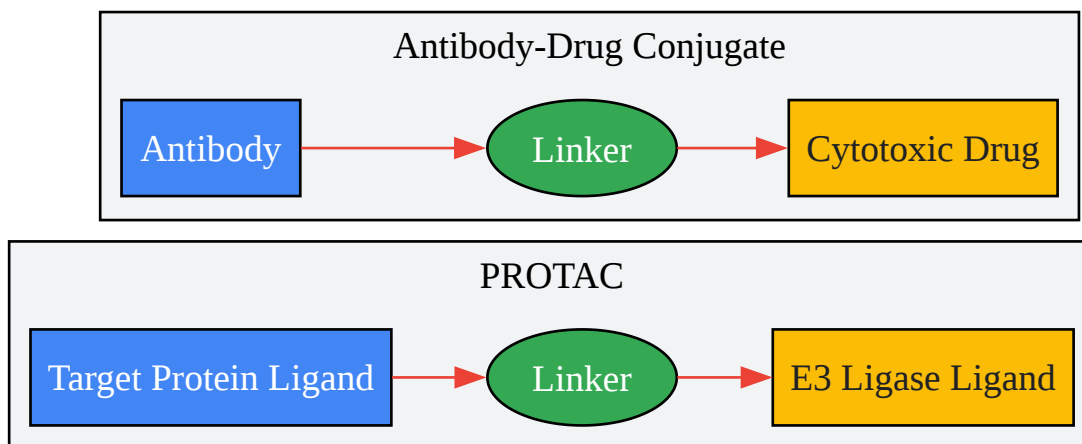 Antibody-Drug Conjugate
Antibody
Linker
Cytotoxic Drug
PROTAC
Target Protein Ligand
Linker
E3 Ligase Ligand